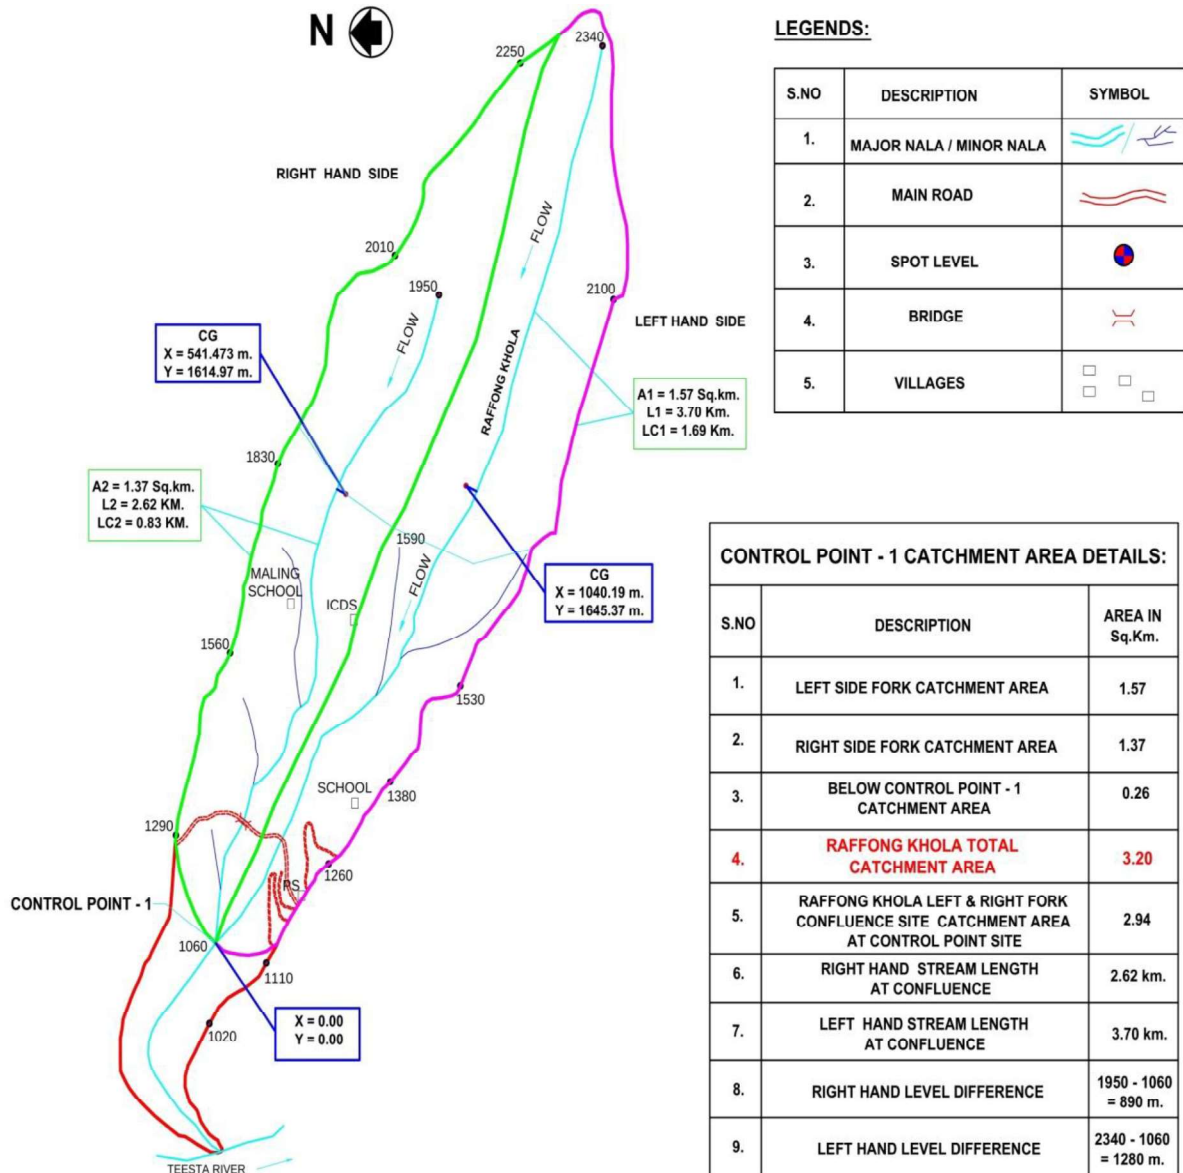 N
2340
2250
RIGHT HAND SIDE
FLOW
2010
1950
2100
LEFT HAND SIDE
FLOW
RAFFONG KHOLA
CG
X = 541.473 m.
Y = 1614.97 m.
A1 = 1.57 Sq.km.
L1 = 3.70 Km.
LC1 = 1.69 Km.
1830
A2 = 1.37 Sq.km.
L2 = 2.62 KM.
LC2 = 0.83 KM.
1590
FLOW
CG
X = 1040.19 m.
Y = 1645.37 m.
MALING
SCHOOL
ICDS
1560
1530
SCHOOL
1380
1290
1260
PS
CONTROL POINT - 1
1060
1110
1020
X = 0.00
Y = 0.00
TEESTA RIVER
LEGENDS:
S.NO DESCRIPTION SYMBOL
1. MAJOR NALA / MINOR NALA
2. MAIN ROAD
3. SPOT LEVEL
4. BRIDGE
5. VILLAGES
CONTROL POINT - 1 CATCHMENT AREA DETAILS:
S.NO DESCRIPTION AREA IN
Sq.Km.
1. LEFT SIDE FORK CATCHMENT AREA 1.57
2. RIGHT SIDE FORK CATCHMENT AREA 1.37
3. BELOW CONTROL POINT - 1 0.26
CATCHMENT AREA
4. RAFFONG KHOLA TOTAL 3.20
CATCHMENT AREA
RAFFONG KHOLA LEFT & RIGHT FORK
5. CONFLUENCE SITE CATCHMENT AREA 2.94
AT CONTROL POINT SITE
6. RIGHT HAND STREAM LENGTH 2.62 km.
AT CONFLUENCE
7. LEFT HAND STREAM LENGTH 3.70 km.
AT CONFLUENCE
8. RIGHT HAND LEVEL DIFFERENCE 1950 - 1060
= 890 m.
9. LEFT HAND LEVEL DIFFERENCE 2340 - 1060
= 1280 m.